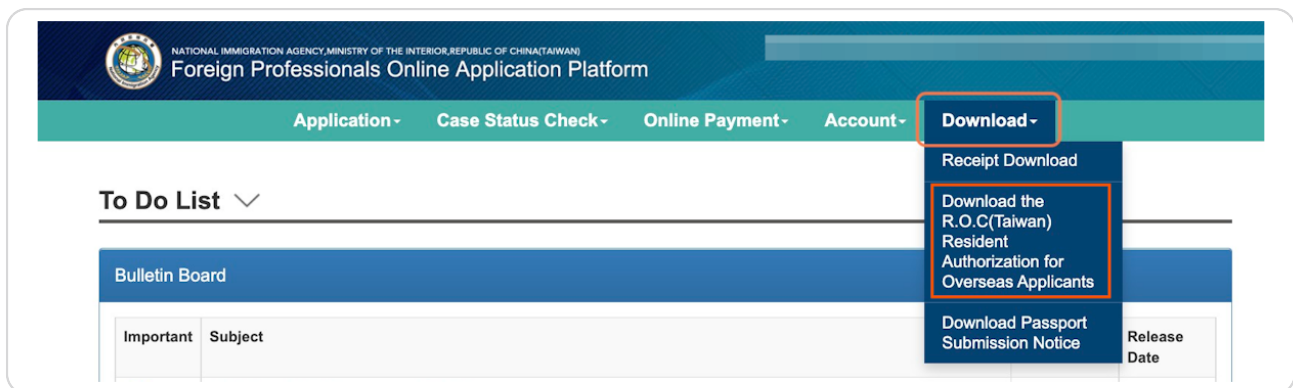 NATIONAL IMMIGRATION AGENCY,MINISTRY OF THE INTERIOR,REPUBLIC OF CHINA(TAIWAN)
Foreign Professionals Online Application Platform
Application
Case Status Check
Online Payment
Account
Download
Receipt Download
Download the
R.O.C(Taiwan)
Resident
Authorization for
Overseas Applicants
Download Passport
Submission Notice
To Do List
Bulletin Board
Important
Subject
Release
Date